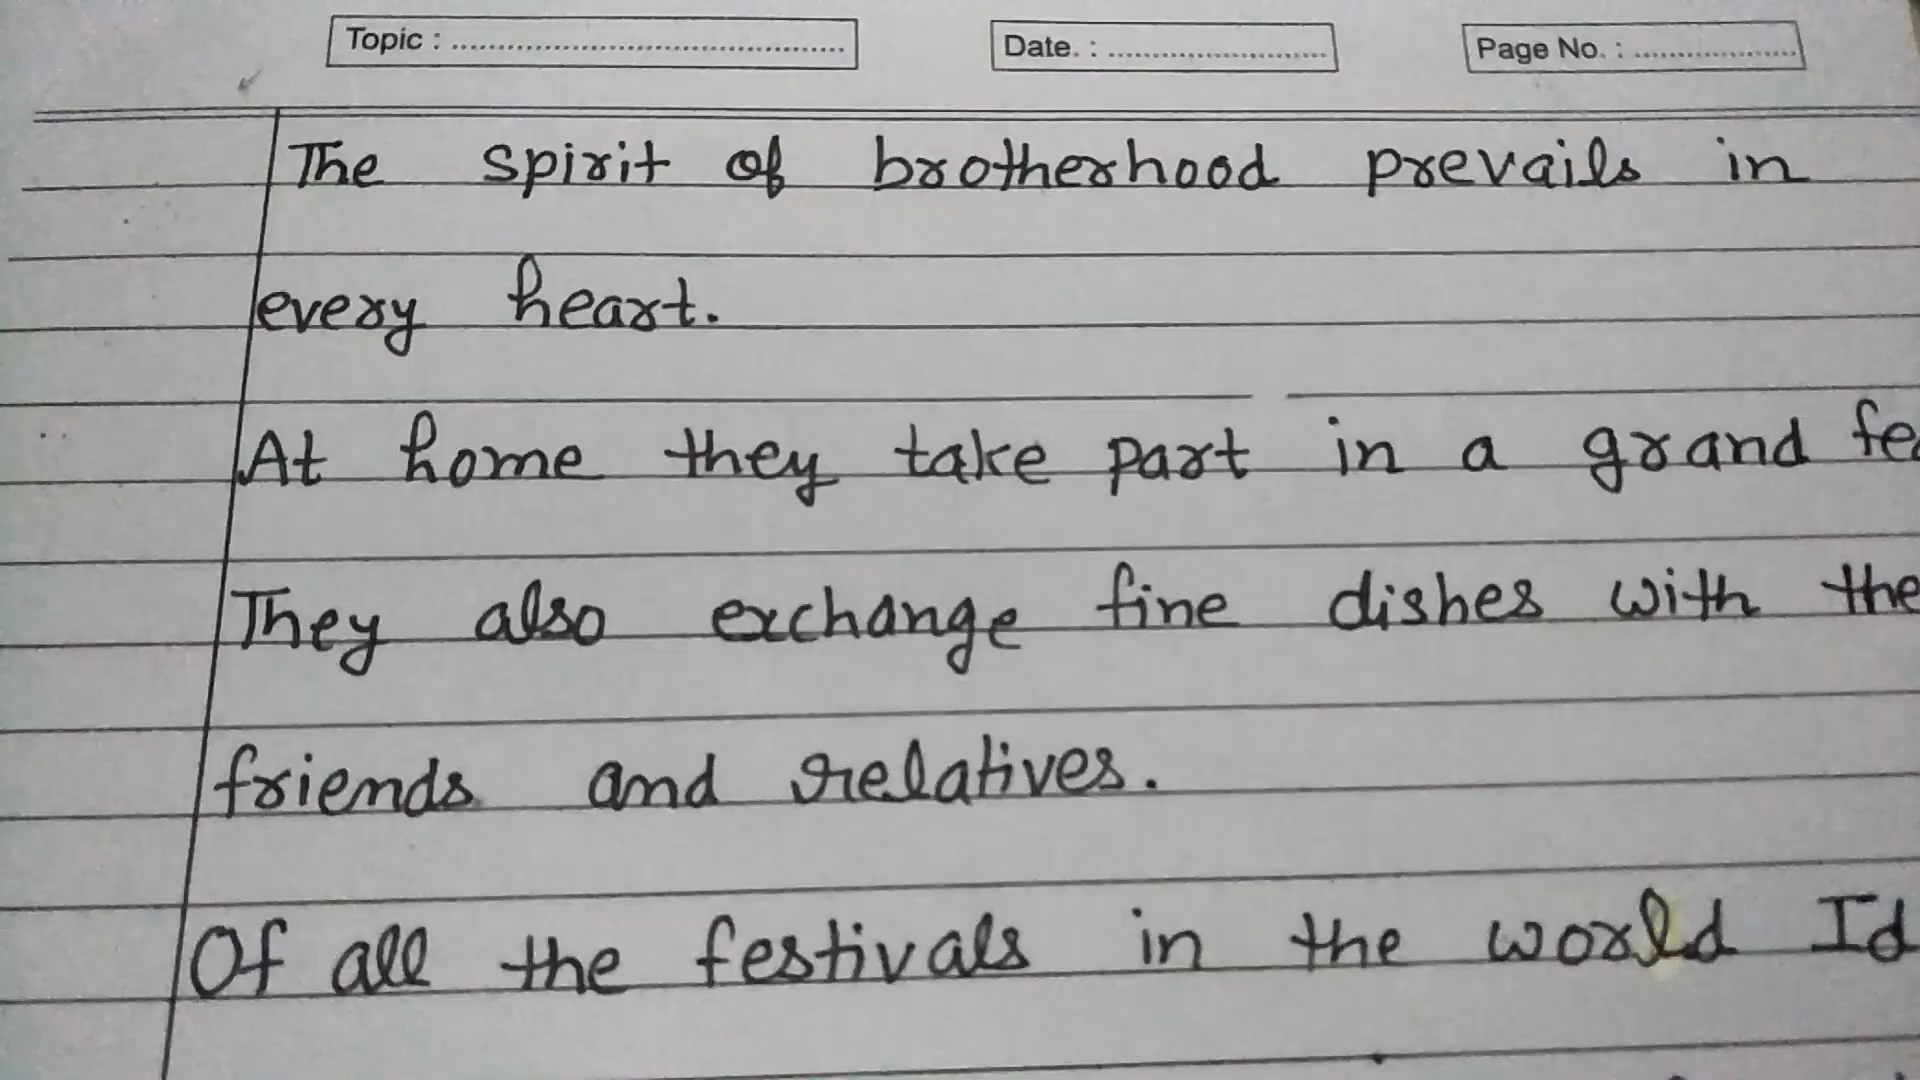 Topic : ............................................
Date. : ........................
Page No. : ..................
The spirit of brotherhood prevails in
every heart.
At home they take part in a grand
They also exchange fine dishes with
friends and relatives.
Of all the festivals in the world Id